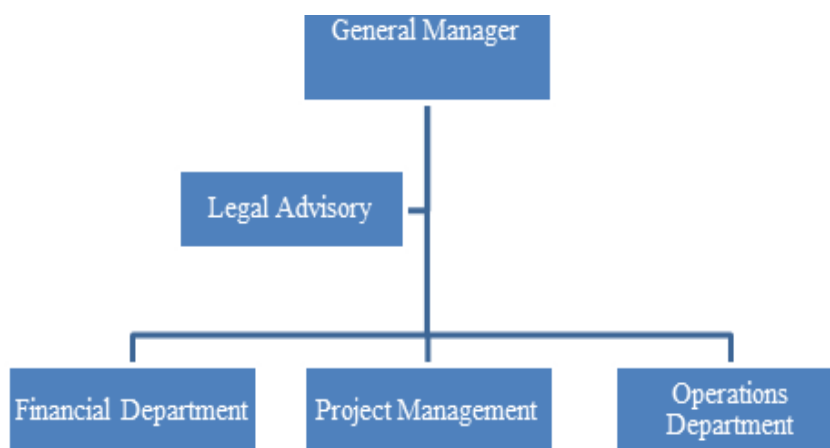 General Manager
Legal Advisory
Financial Department
Project Management
Operations
Department